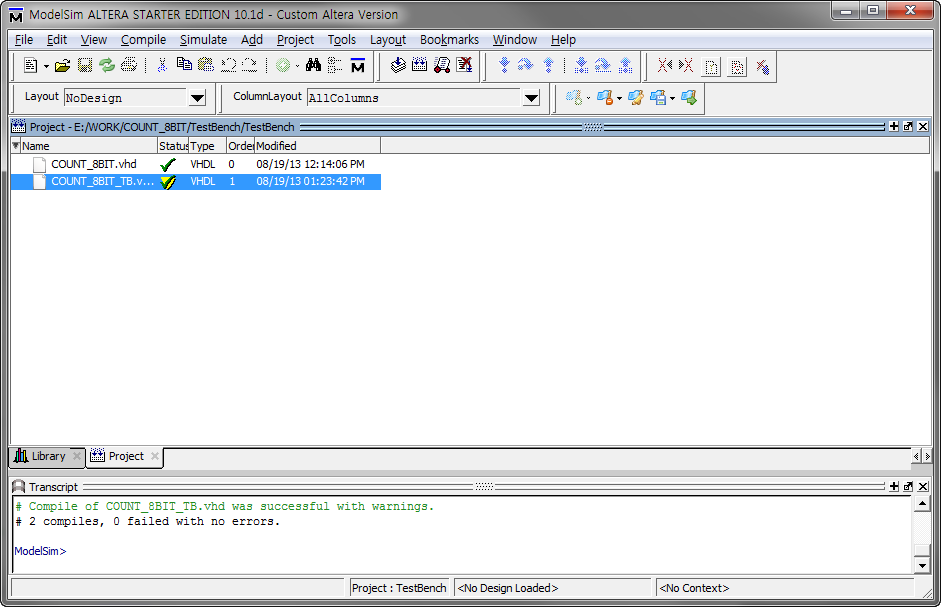 ModelSim ALTERA STARTER EDITION 10.1d - Custom Altera Version
File Edit View Compile Simulate Add Project Tools Layout Bookmarks Window Help
Layout NoDesign ColumnLayout AllColumns
Project - E:/WORK/COUNT_8BIT/TestBench/TestBench
Name Status Type Order Modified
COUNT_8BIT.vhd VHDL 0 08/19/13 12:14:06 PM
COUNT_8BIT_TB.v... VHDL 1 08/19/13 01:23:42 PM
Library Project
Transcript
# Compile of COUNT_8BIT_TB.vhd was successful with warnings.
# 2 compiles, 0 failed with no errors.
ModelSim>
Project : TestBench <No Design Loaded> <No Context>